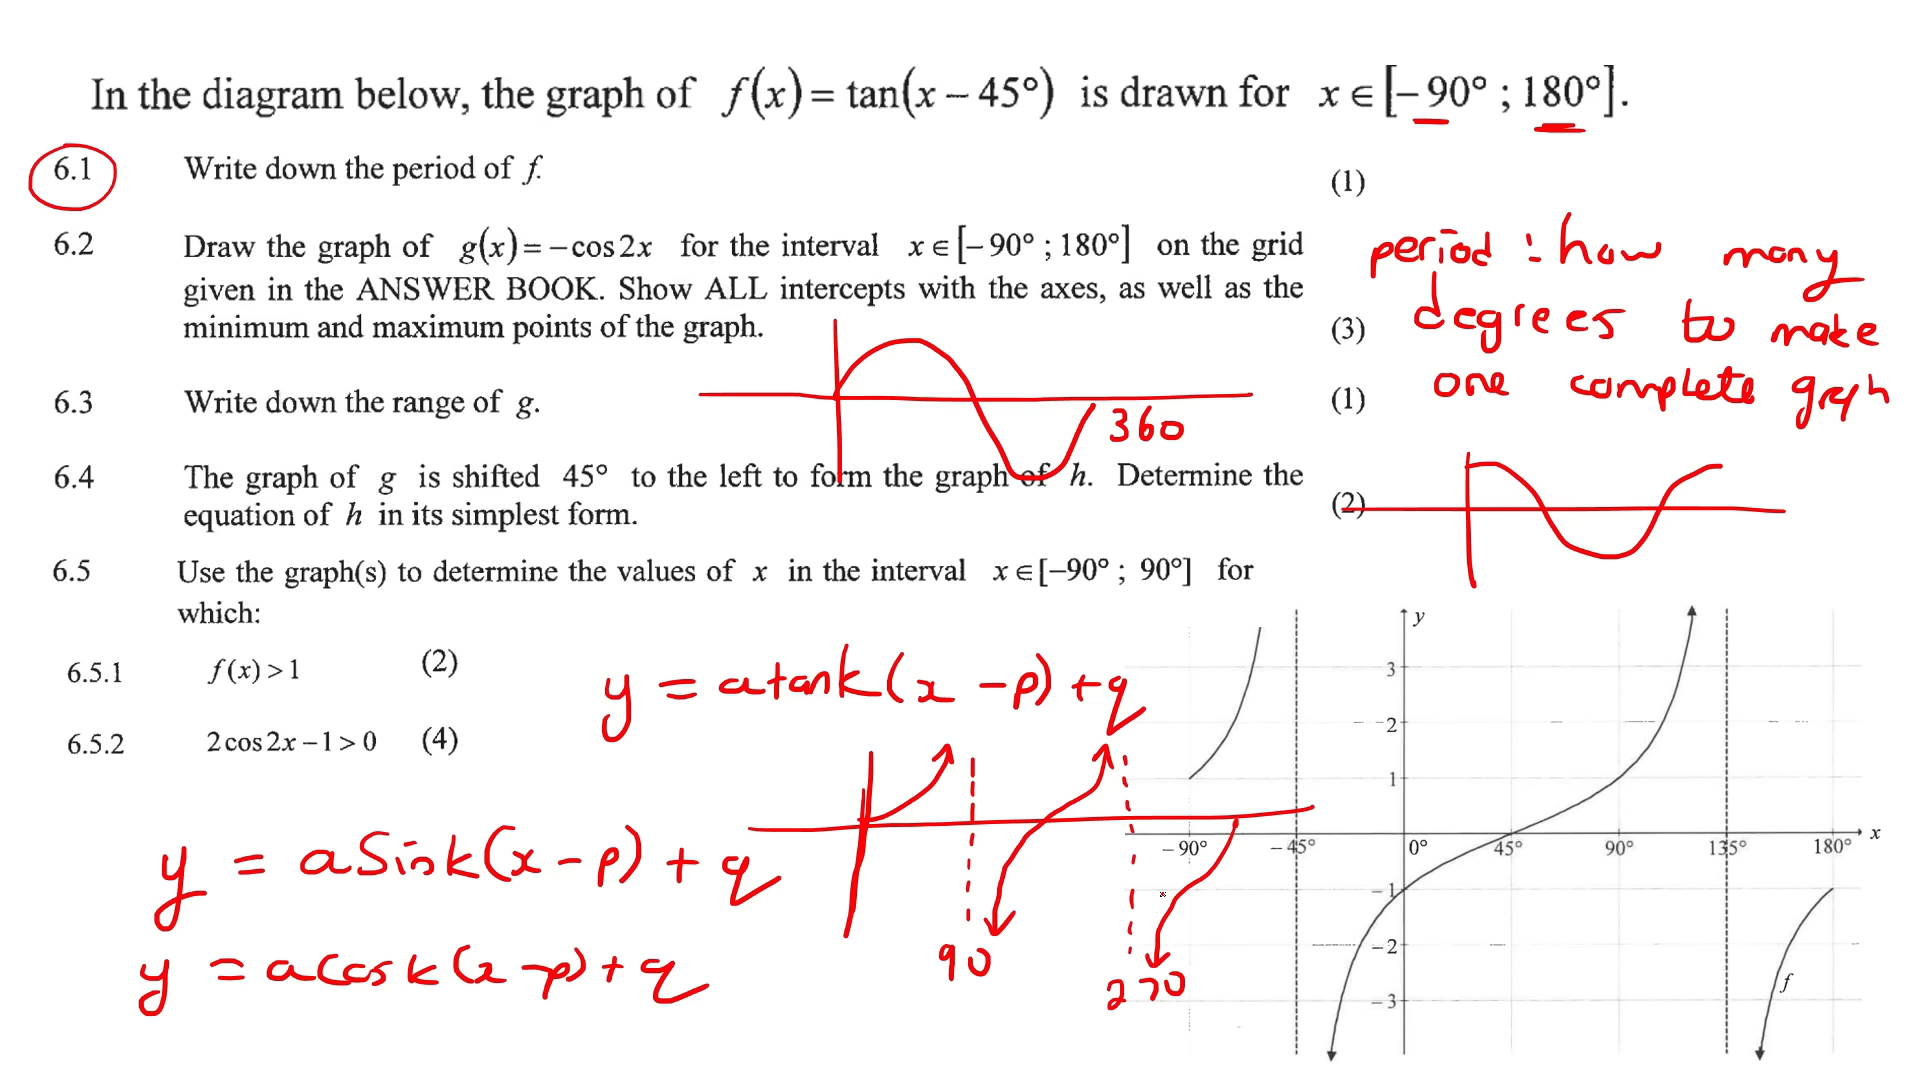 In the diagram below, the graph of f(x) = tan(x − 45°) is drawn for x ∈ [−90° ; 180°].
6.1 Write down the period of f. (1)
6.2 Draw the graph of g(x) = −cos 2x for the interval x ∈ [−90° ; 180°] on the grid
given in the ANSWER BOOK. Show ALL intercepts with the axes, as well as the
minimum and maximum points of the graph. (3)
6.3 Write down the range of g. (1)
6.4 The graph of g is shifted 45° to the left to form the graph of h. Determine the
equation of h in its simplest form. (2)
6.5 Use the graph(s) to determine the values of x in the interval x ∈ [−90° ; 90°] for
which:
6.5.1 f(x) > 1 (2)
6.5.2 2 cos 2x − 1 > 0 (4)
period : how many
degrees to make
one complete graph
360
y = a tan k(x − p) + q
y = a Sin k(x − p) + q
y = a cos k(x − p) + q
90
270
y
3
2
1
−90° −45° 0° 45° 90° 135° 180° x
−1
−2
−3
f